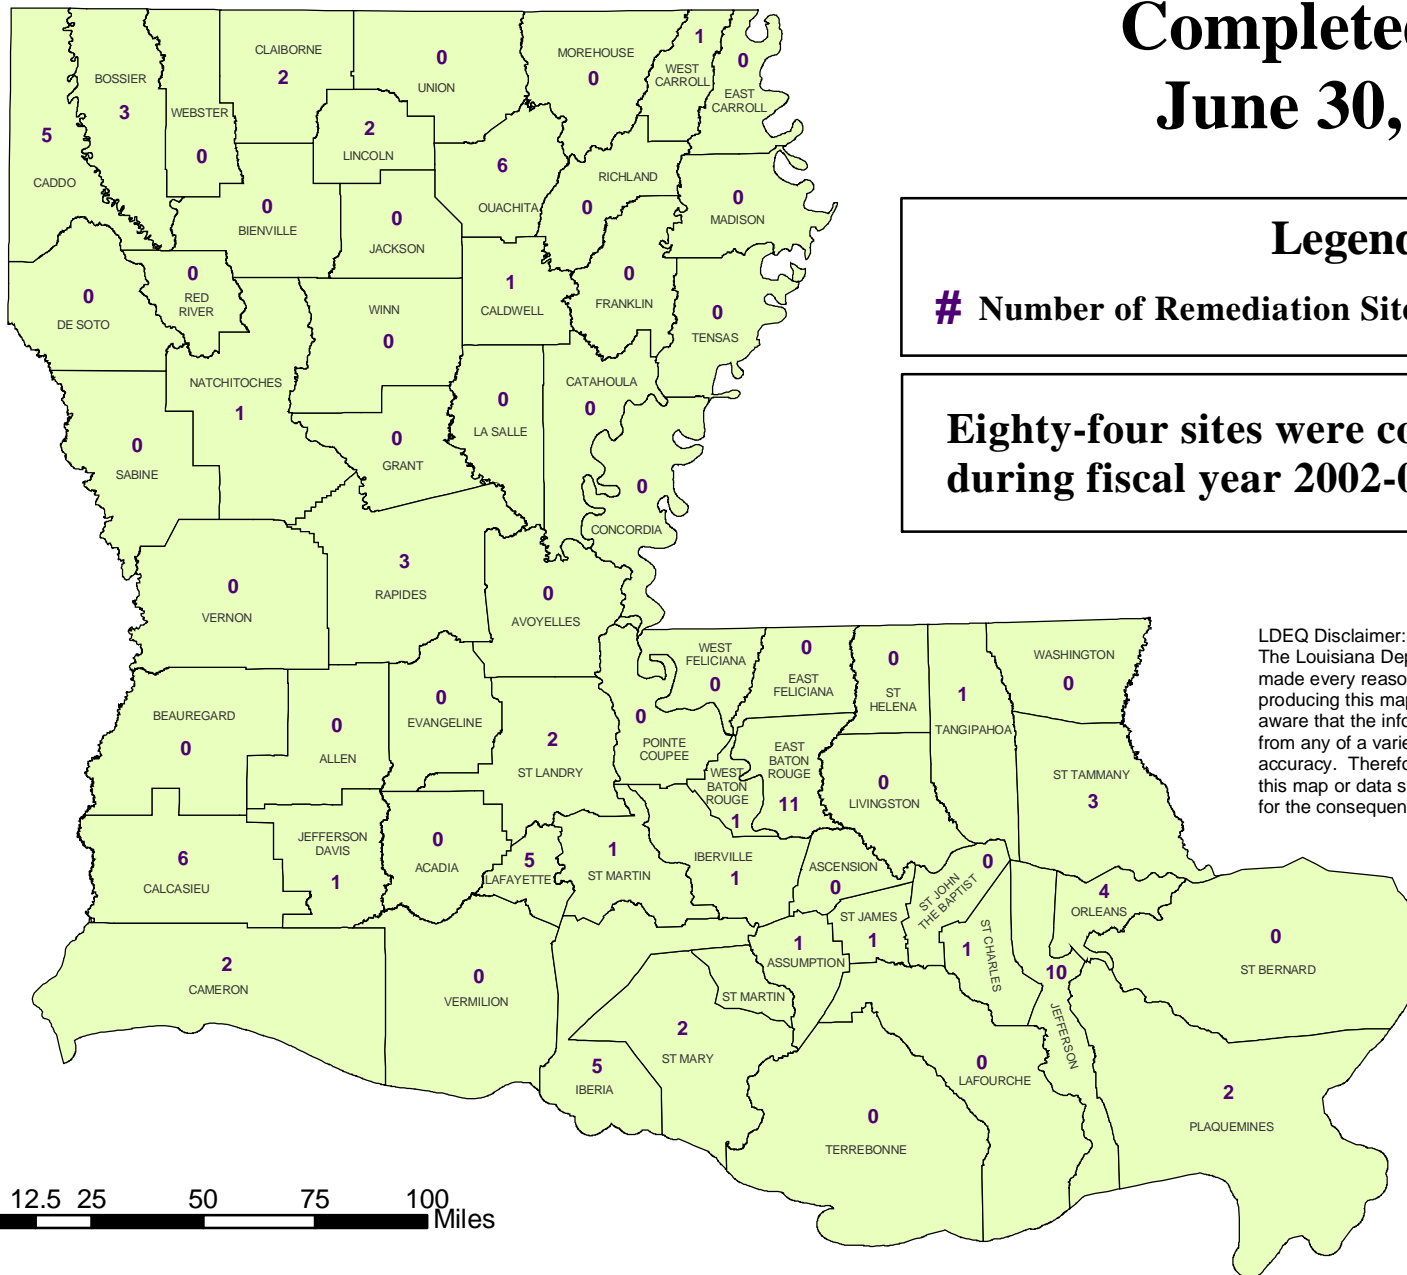 Completed
June 30,
Legend
# Number of Remediation Site
Eighty-four sites were co
during fiscal year 2002-0
LDEQ Disclaimer:
The Louisiana Dep
made every reaso
producing this map
aware that the info
from any of a varie
accuracy. Therefo
this map or data s
for the consequen
CLAIBORNE
2
0
UNION
MOREHOUSE
0
1
WEST
CARROLL
0
EAST
CARROLL
BOSSIER
3
WEBSTER
0
5
CADDO
2
LINCOLN
6
OUACHITA
RICHLAND
0
0
MADISON
0
BIENVILLE
0
JACKSON
0
DE SOTO
0
RED
RIVER
WINN
0
1
CALDWELL
0
FRANKLIN
0
TENSAS
NATCHITOCHES
1
0
SABINE
0
GRANT
0
LA SALLE
CATAHOULA
0
0
CONCORDIA
0
VERNON
3
RAPIDES
0
AVOYELLES
WEST
FELICIANA
0
0
EAST
FELICIANA
0
ST
HELENA
1
TANGIPAHOA
WASHINGTON
0
BEAUREGARD
0
0
ALLEN
0
EVANGELINE
2
ST LANDRY
0
POINTE
COUPEE
WEST
BATON
ROUGE
1
EAST
BATON
ROUGE
11
0
LIVINGSTON
ST TAMMANY
3
6
CALCASIEU
JEFFERSON
DAVIS
1
0
ACADIA
5
LAFAYETTE
1
ST MARTIN
IBERVILLE
1
ASCENSION
0
0
ST JOHN
THE BAPTIST
4
ORLEANS
ST JAMES
1
1
ST CHARLES
0
ST BERNARD
2
CAMERON
0
VERMILION
1
ASSUMPTION
ST MARTIN
10
JEFFERSON
2
ST MARY
5
IBERIA
0
LAFOURCHE
0
TERREBONNE
2
PLAQUEMINES
12.5 25 50 75 100
Miles